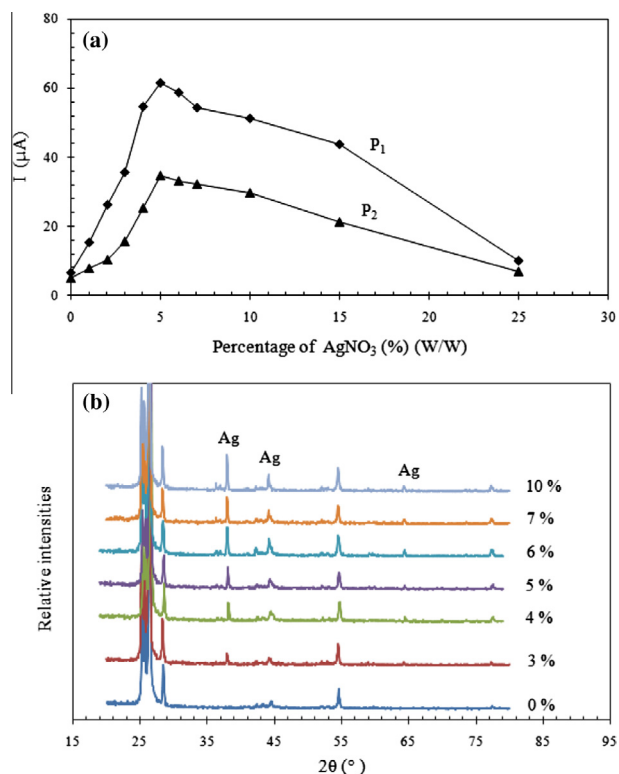 (a)
80
60
40
20
0
I (μA)
P₁
P₂
0 5 10 15 20 25 30
Percentage of AgNO₃ (%) (W/W)
(b)
Relative intensities
Ag Ag Ag
10 %
7 %
6 %
5 %
4 %
3 %
0 %
15 25 35 45 55 65 75 85 95
2θ (°)